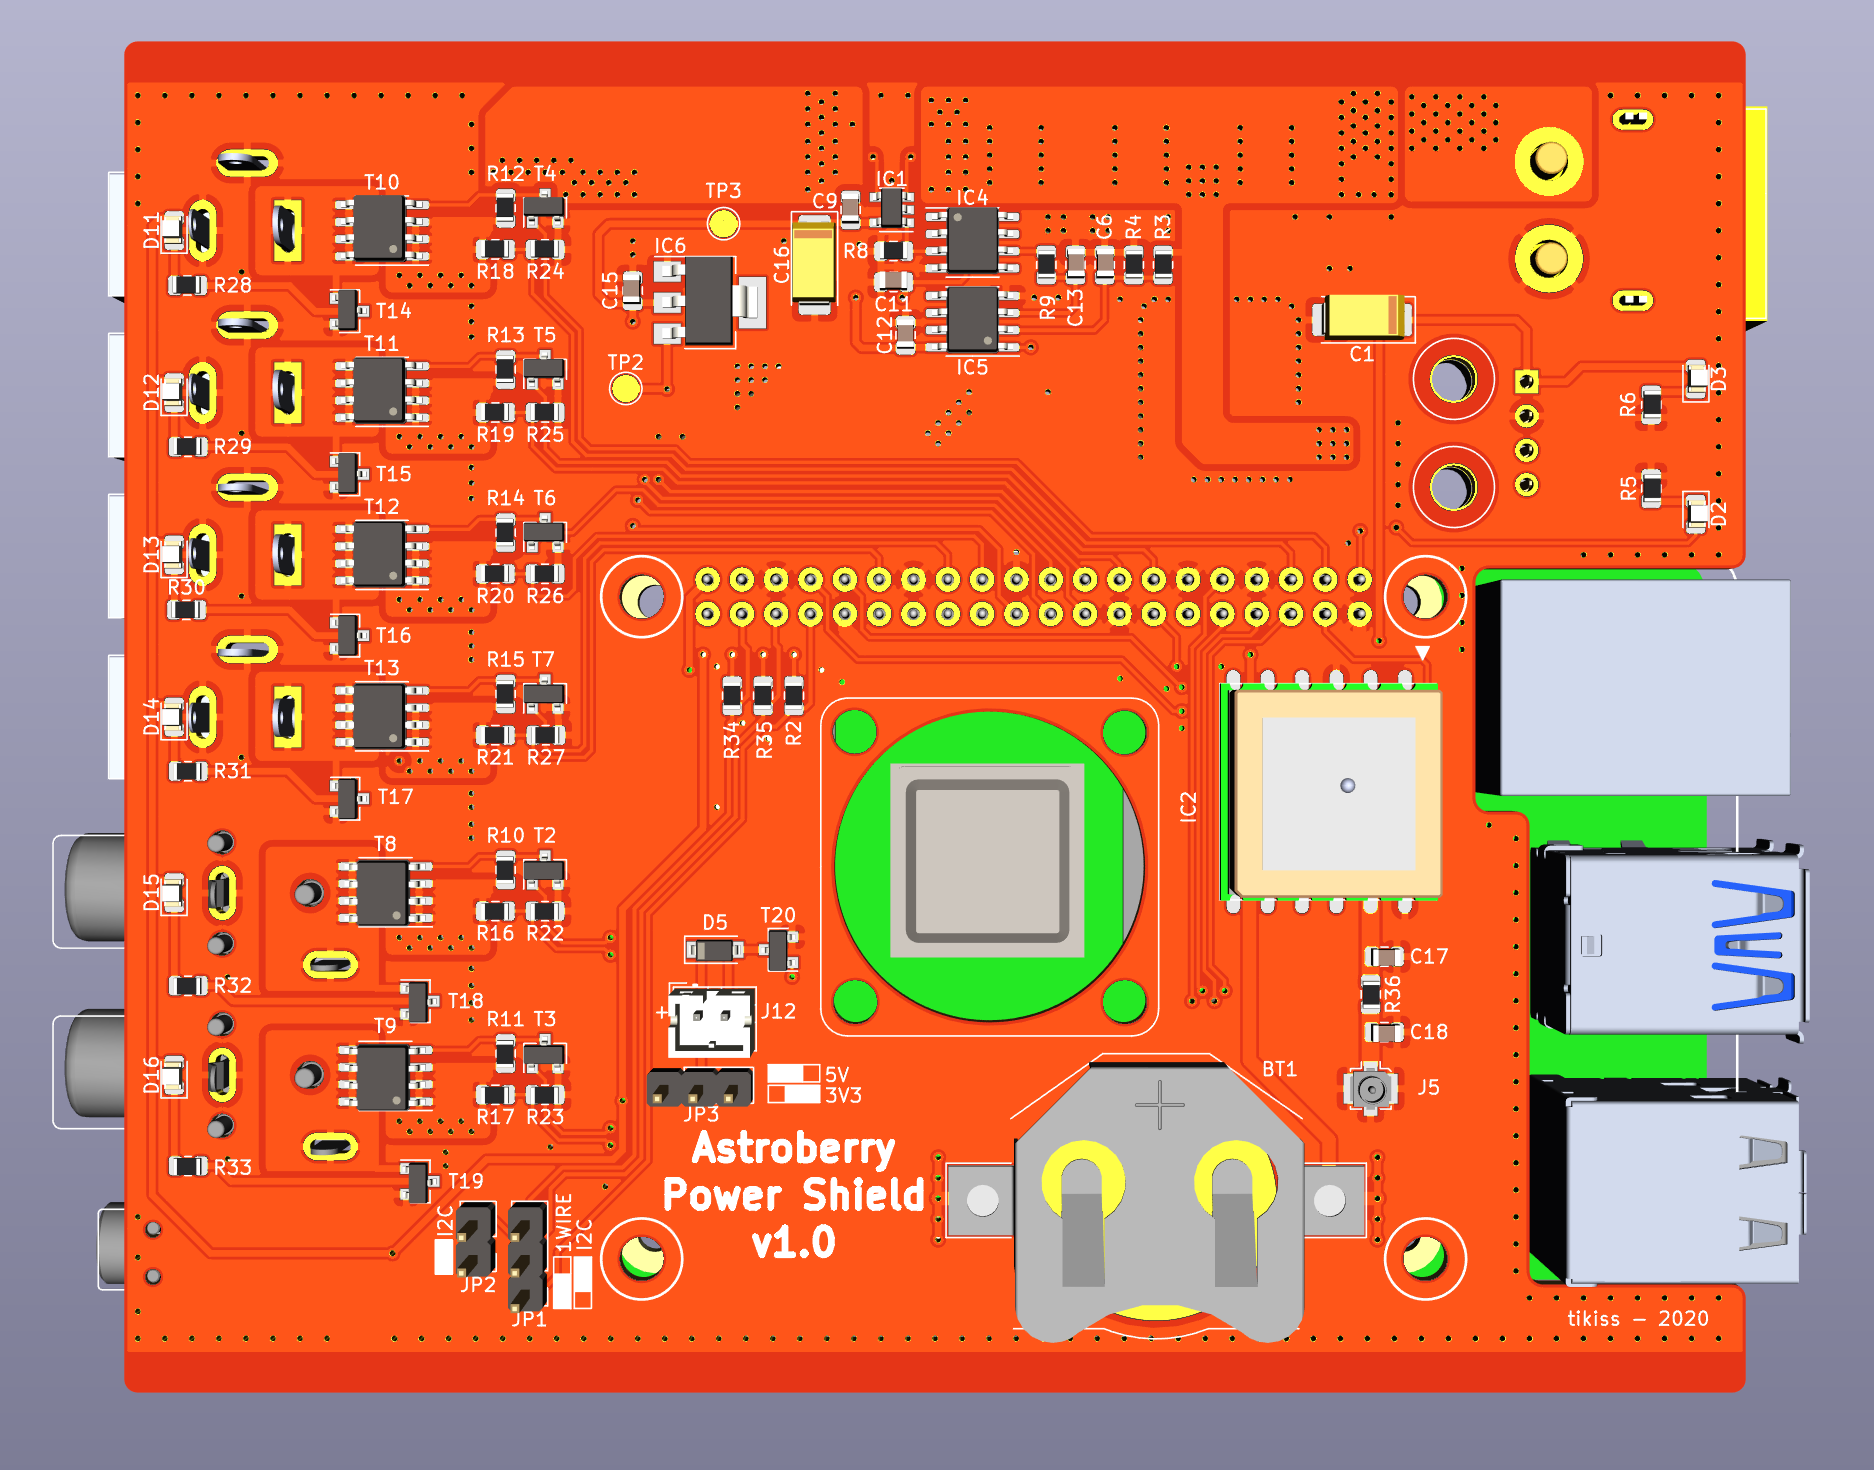 R12 T4
T10
TP3
IC1
C9
IC4
C6
R4
R3
D11
R18 R24
IC6
C16
R8
R28
C15
C11
R9
C13
T14
C12
T11
R13 T5
IC5
C1
TP2
D12
D3
R6
R19 R25
R29
T15
R14 T6
T12
R5
D2
D13
R30
R20 R26
T16
R15 T7
T13
D14
R34
R35
R2
R21 R27
R31
T17
IC2
R10 T2
T8
D15
D5
T20
R16 R22
C17
R32
T18
R36
+
J12
R11 T3
T9
C18
D16
BT1
5V
3V3
J5
R17 R23
JP3
Astroberry
Power Shield
v1.0
R33
T19
I2C
1WIRE
I2C
JP2
JP1
tikiss - 2020